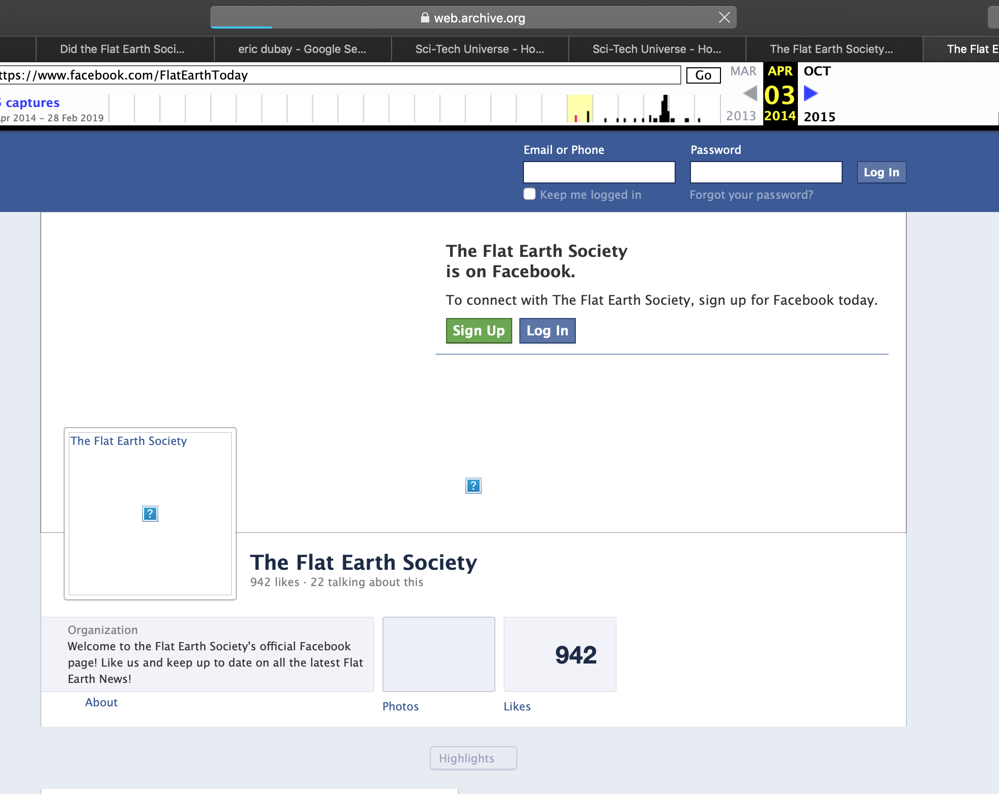 web.archive.org
Did the Flat Earth Soci...
eric dubay - Google Se...
Sci-Tech Universe - Ho...
Sci-Tech Universe - Ho...
The Flat Earth Society...
The Flat E
ttps://www.facebook.com/FlatEarthToday
Go
MAR
APR
OCT
captures
03
pr 2014 – 28 Feb 2019
2013
2014
2015
Email or Phone
Password
Log In
Keep me logged in
Forgot your password?
The Flat Earth Society
is on Facebook.
To connect with The Flat Earth Society, sign up for Facebook today.
Sign Up
Log In
The Flat Earth Society
?
?
The Flat Earth Society
942 likes · 22 talking about this
Organization
Welcome to the Flat Earth Society's official Facebook
page! Like us and keep up to date on all the latest Flat
Earth News!
942
About
Photos
Likes
Highlights